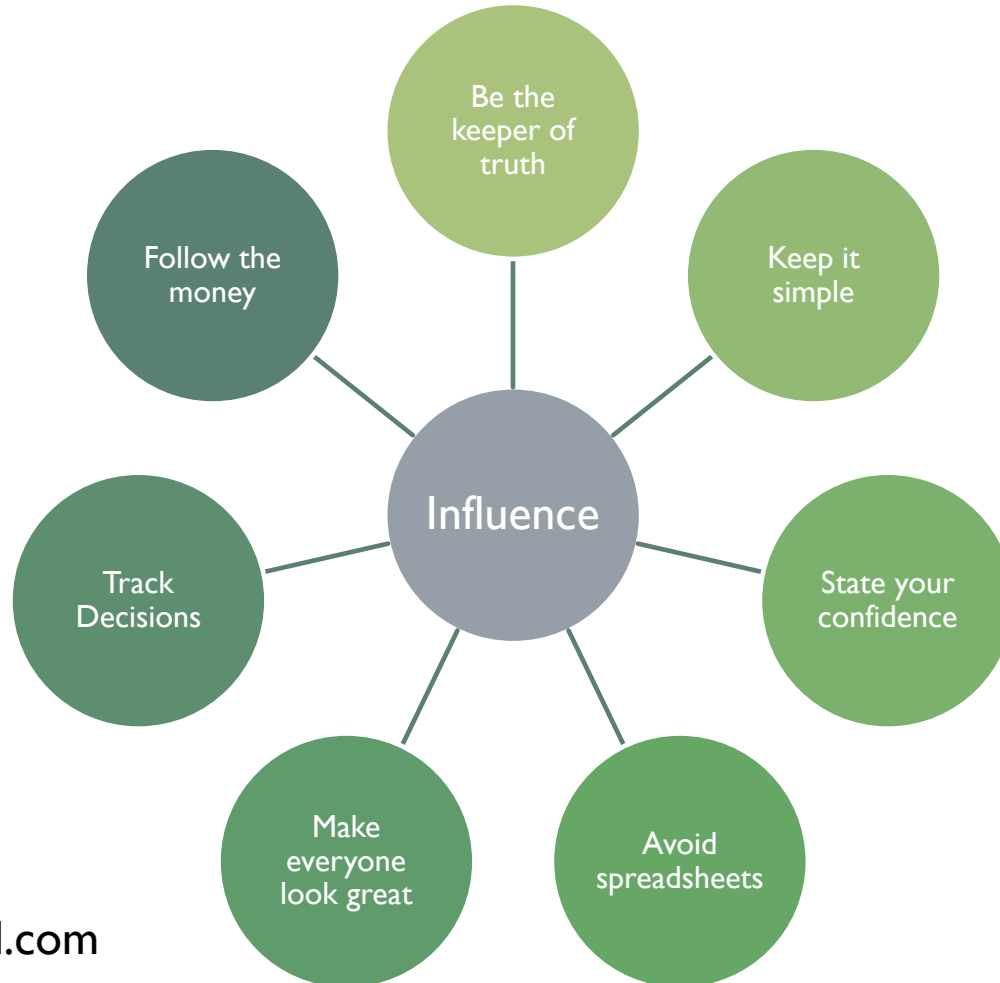 Be the
keeper of
truth
Keep it
simple
State your
confidence
Avoid
spreadsheets
Make
everyone
look great
Track
Decisions
Follow the
money
Influence
.com